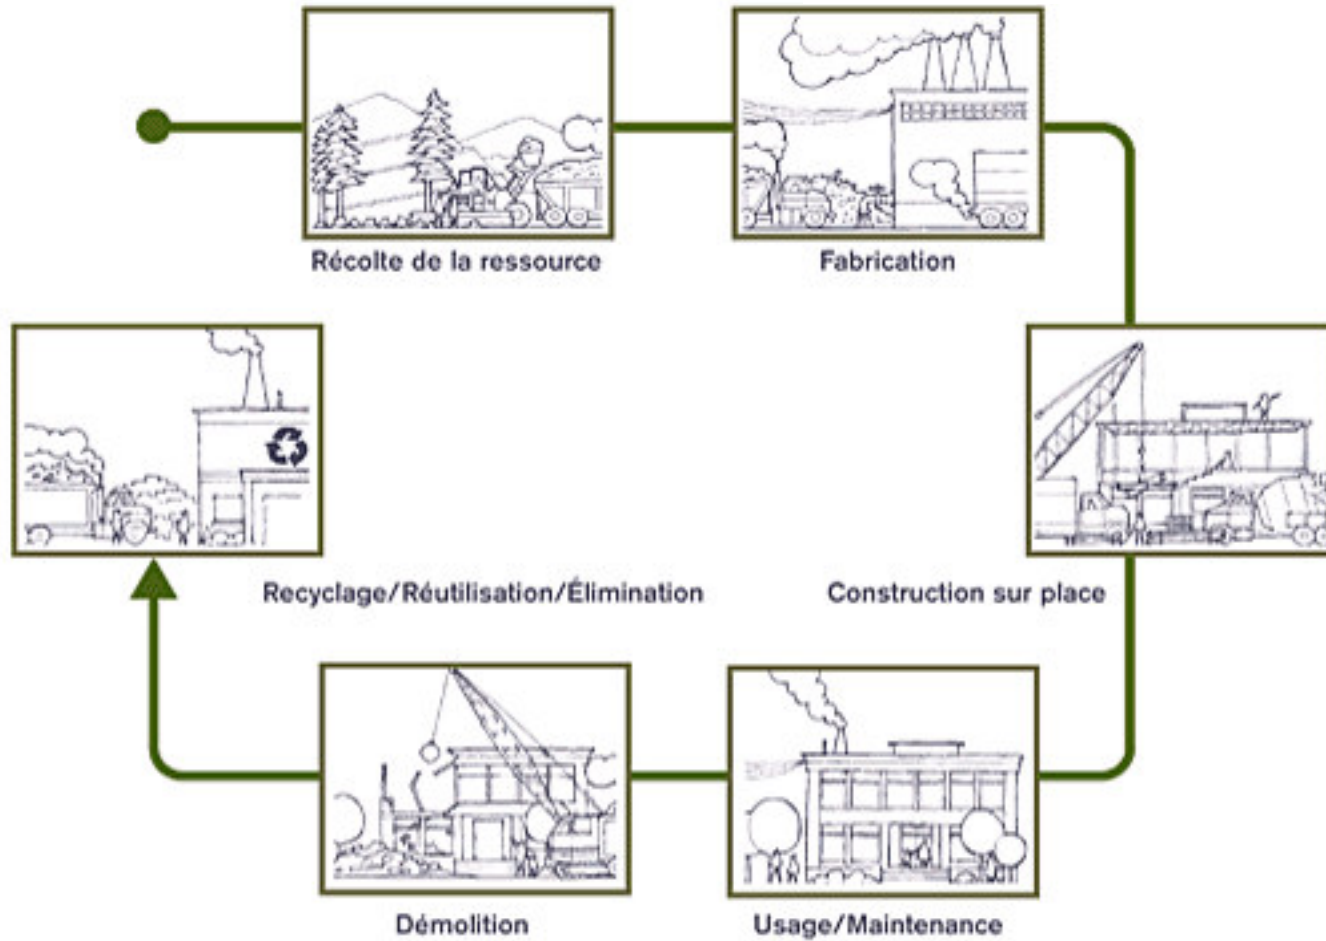 Récolte de la ressource
Fabrication
Recyclage/Réutilisation/Élimination
Construction sur place
Démolition
Usage/Maintenance